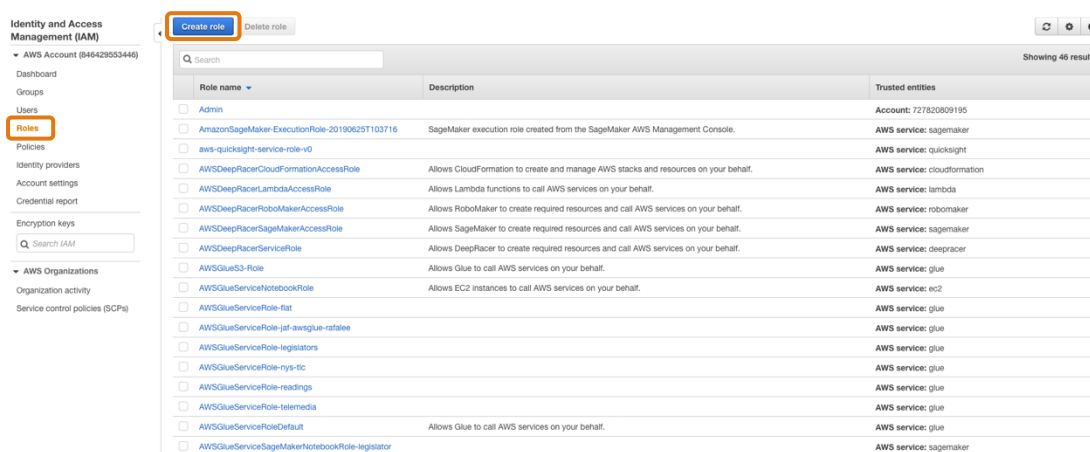 Identity and Access
Management (IAM)
AWS Account (846429553446)
Dashboard
Groups
Users
Roles
Policies
Identity providers
Account settings
Credential report
Encryption keys
Search IAM
AWS Organizations
Organization activity
Service control policies (SCPs)
Create role Delete role
Search
Showing 46 resul
Role name Description Trusted entities
Admin Account: 727820809195
AmazonSageMaker-ExecutionRole-20190625T103716 SageMaker execution role created from the SageMaker AWS Management Console. AWS service: sagemaker
aws-quicksight-service-role-v0 AWS service: quicksight
AWSDeepRacerCloudFormationAccessRole Allows CloudFormation to create and manage AWS stacks and resources on your behalf. AWS service: cloudformation
AWSDeepRacerLambdaAccessRole Allows Lambda functions to call AWS services on your behalf. AWS service: lambda
AWSDeepRacerRoboMakerAccessRole Allows RoboMaker to create required resources and call AWS services on your behalf. AWS service: robomaker
AWSDeepRacerSageMakerAccessRole Allows SageMaker to create required resources and call AWS services on your behalf. AWS service: sagemaker
AWSDeepRacerServiceRole Allows DeepRacer to create required resources and call AWS services on your behalf. AWS service: deepracer
AWSGlueS3-Role Allows Glue to call AWS services on your behalf. AWS service: glue
AWSGlueServiceNotebookRole Allows EC2 instances to call AWS services on your behalf. AWS service: ec2
AWSGlueServiceRole-flat AWS service: glue
AWSGlueServiceRole-jaf-awsglue-rafalee AWS service: glue
AWSGlueServiceRole-legislators AWS service: glue
AWSGlueServiceRole-nys-tlc AWS service: glue
AWSGlueServiceRole-readings AWS service: glue
AWSGlueServiceRole-telemedia AWS service: glue
AWSGlueServiceRoleDefault Allows Glue to call AWS services on your behalf. AWS service: glue
AWSGlueServiceSageMakerNotebookRole-legislator AWS service: sagemaker